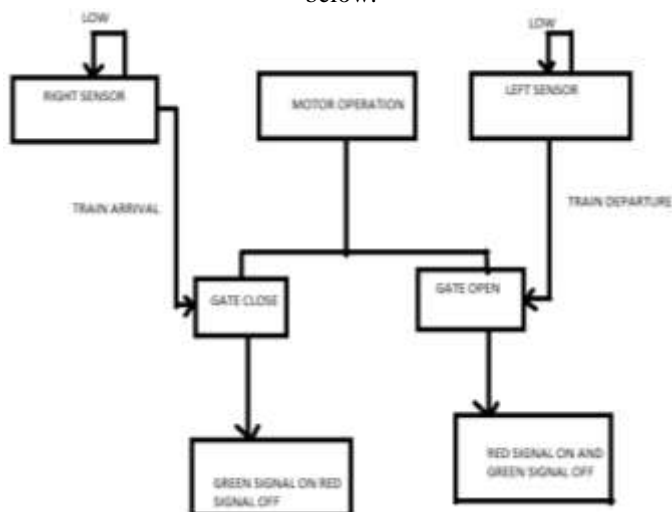 below.
LOW
LOW
RIGHT SENSOR
MOTOR OPERATION
LEFT SENSOR
TRAIN ARRIVAL
TRAIN DEPARTURE
GATE CLOSE
GATE OPEN
GREEN SIGNAL ON RED
SIGNAL OFF
RED SIGNAL ON AND
GREEN SIGNAL OFF